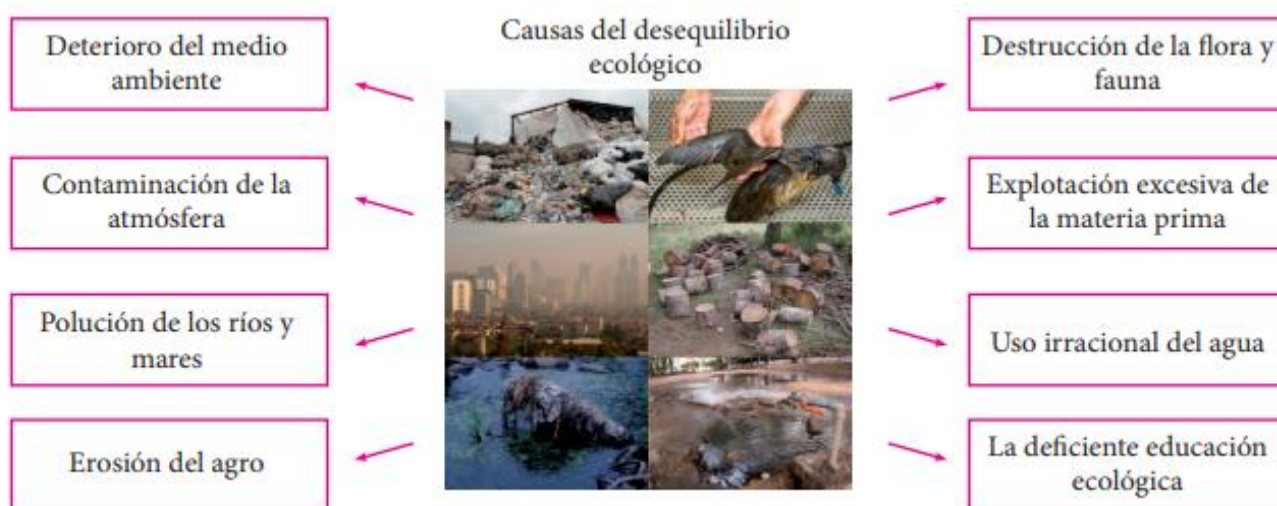 Causas del desequilibrio
ecológico
Deterioro del medio
ambiente
Contaminación de la
atmósfera
Polución de los ríos y
mares
Erosión del agro
Destrucción de la flora y
fauna
Explotación excesiva de
la materia prima
Uso irracional del agua
La deficiente educación
ecológica